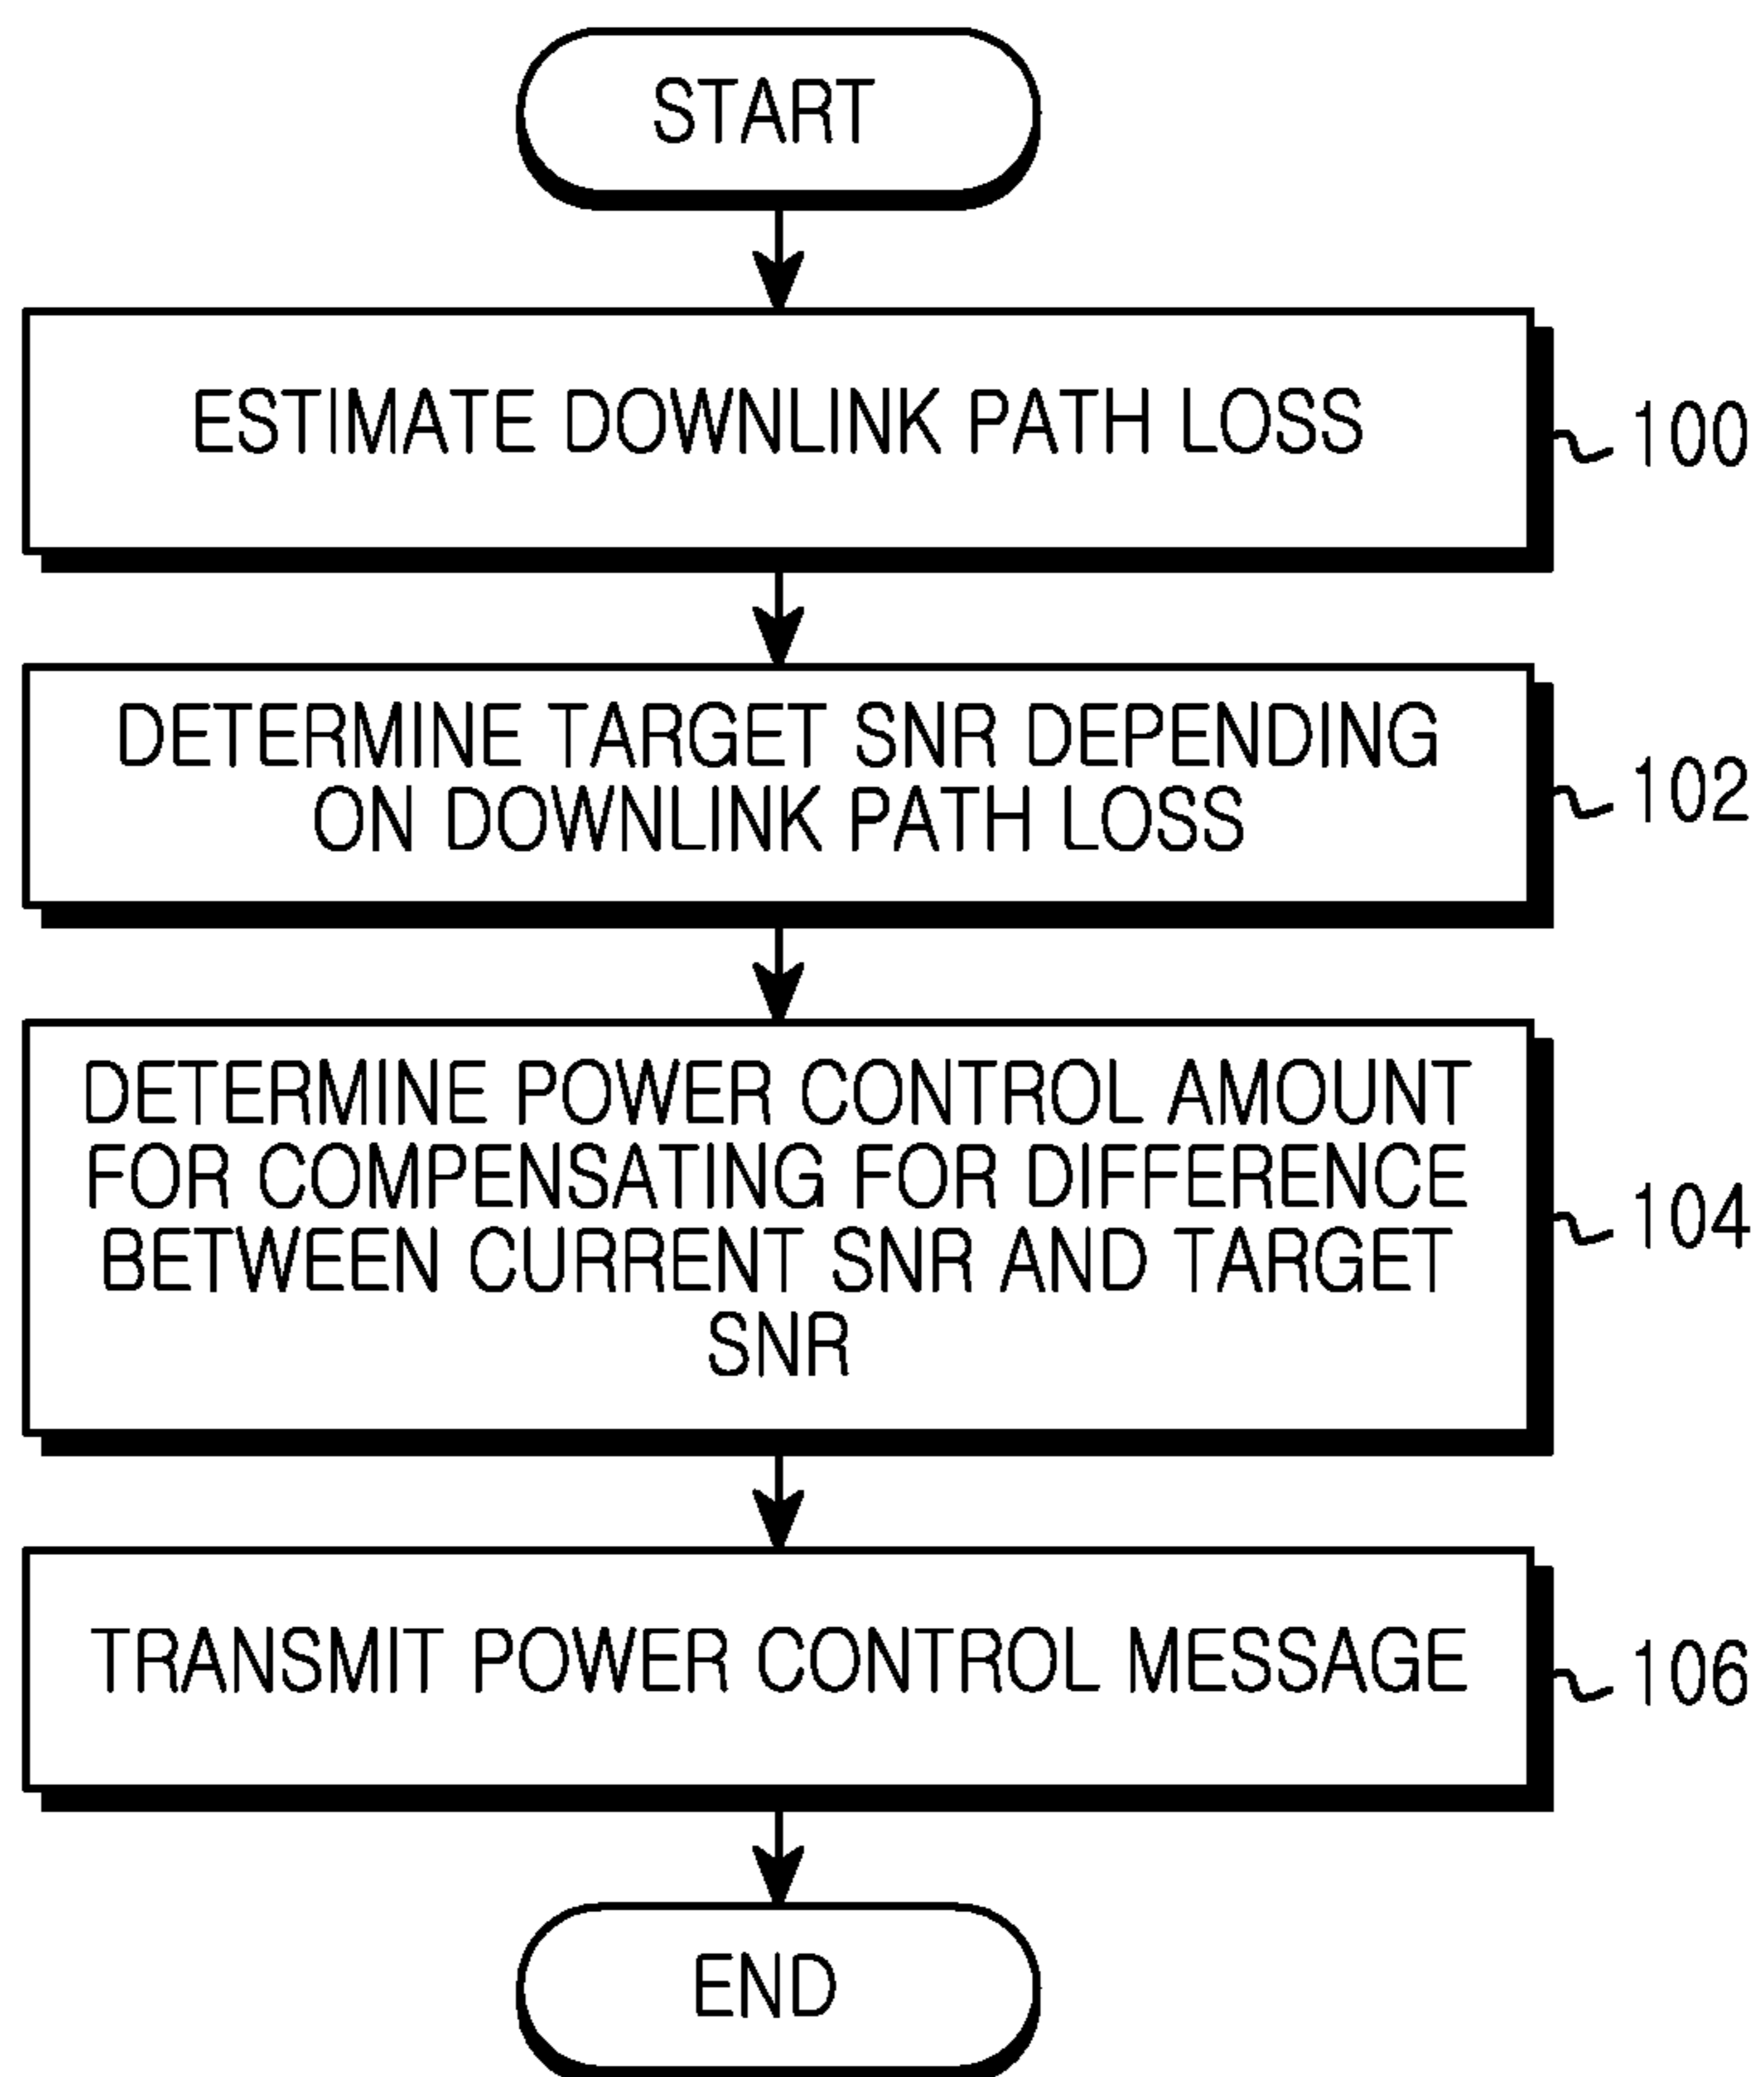 START
ESTIMATE DOWNLINK PATH LOSS
100
DETERMINE TARGET SNR DEPENDING
ON DOWNLINK PATH LOSS
102
DETERMINE POWER CONTROL AMOUNT
FOR COMPENSATING FOR DIFFERENCE
BETWEEN CURRENT SNR AND TARGET
SNR
104
TRANSMIT POWER CONTROL MESSAGE
106
END